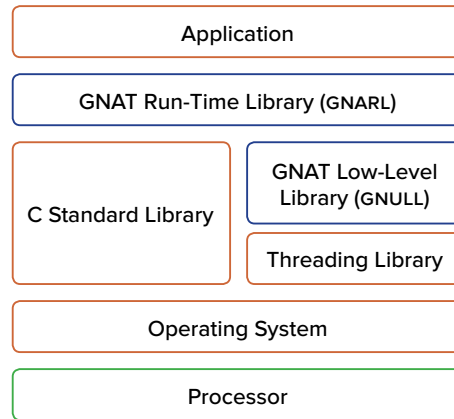 Application
GNAT Run-Time Library (GNARL)
C Standard Library
GNAT Low-Level
Library (GNULL)
Threading Library
Operating System
Processor